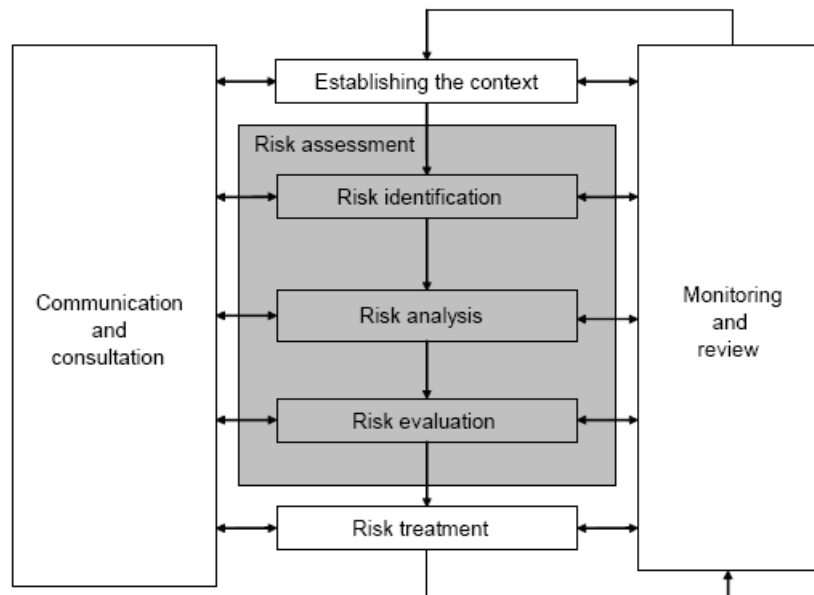 Establishing the context
Risk assessment
Risk identification
Communication
and
consultation
Risk analysis
Monitoring
and
review
Risk evaluation
Risk treatment